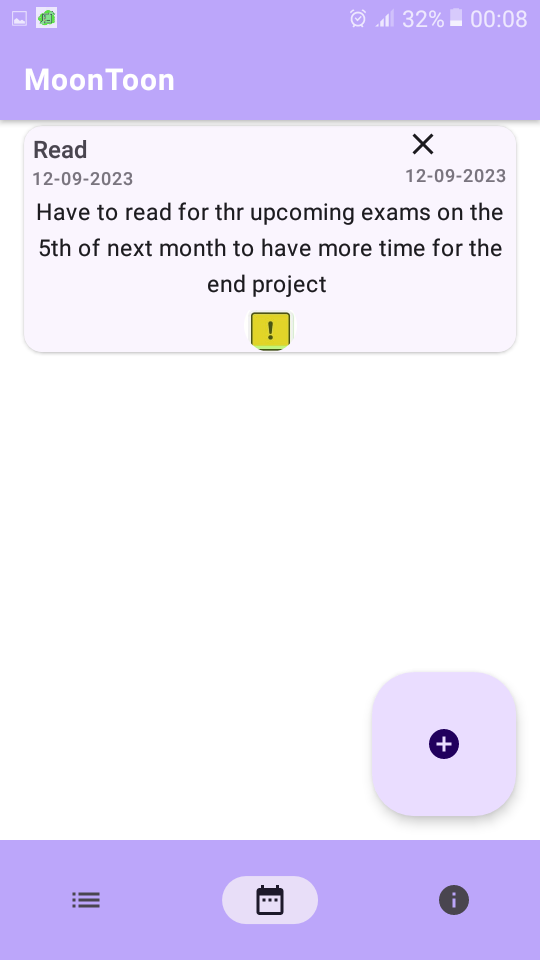 32% 00:08
MoonToon
Read
12-09-2023 12-09-2023
Have to read for thr upcoming exams on the
5th of next month to have more time for the
end project
!